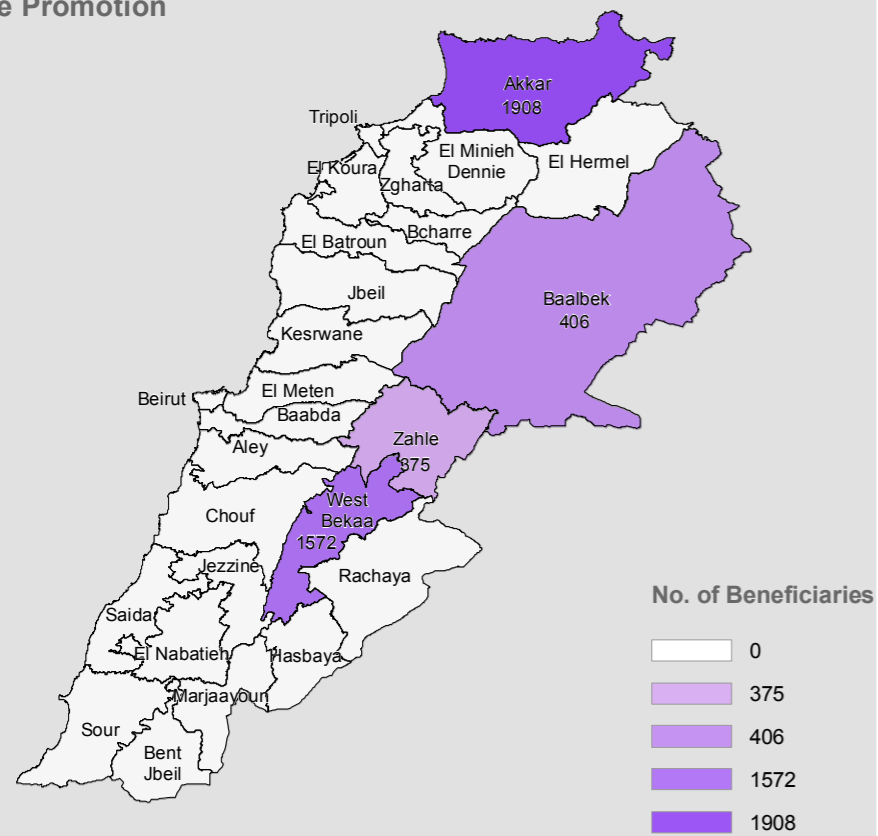 e Promotion
Akkar
1908
Tripoli
El Minieh
Dennie
El Hermel
El Koura
Zgharta
Bcharre
El Batroun
Jbeil
Baalbek
406
Kesrwane
El Meten
Beirut
Baabda
Zahle
375
Aley
West
Bekaa
1572
Chouf
Jezzine
Rachaya
Saida
El Nabatieh
Hasbaya
Marjaayoun
Sour
Bent
Jbeil
No. of Beneficiaries
0
375
406
1572
1908